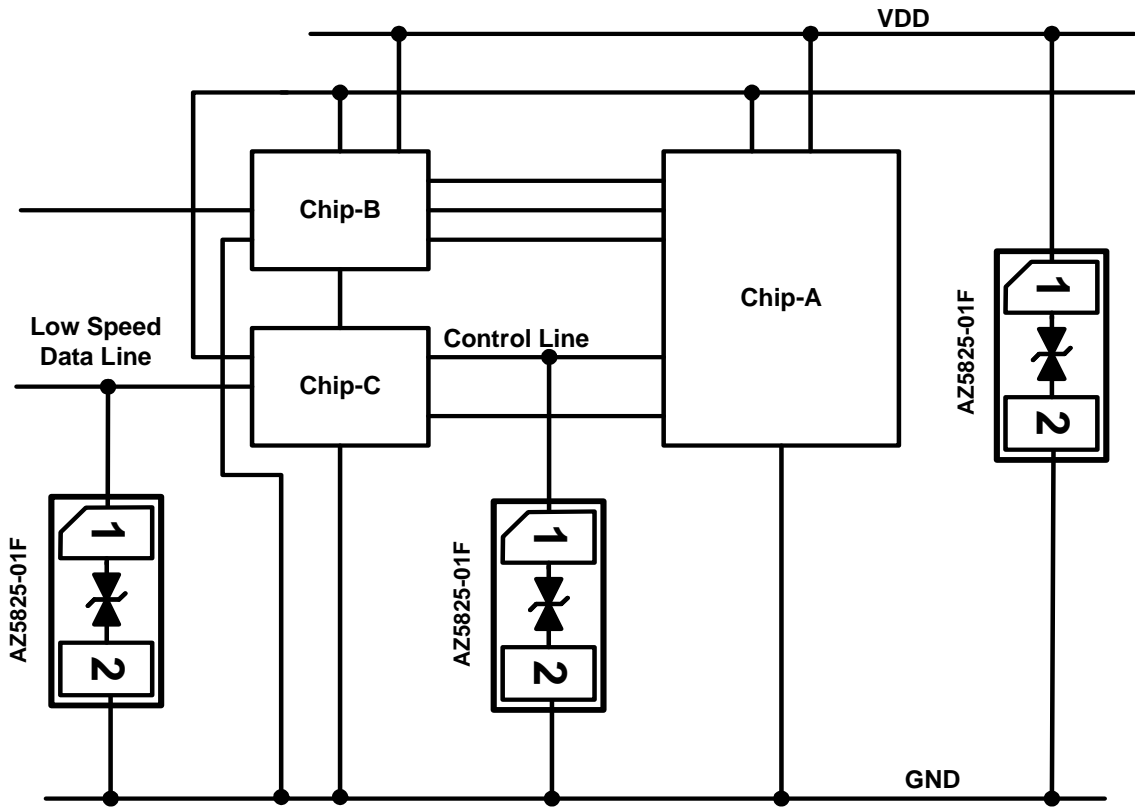 VDD
Chip-B
Chip-A
1
Low Speed
Data Line
Control Line
AZ5825-01F
Chip-C
2
1
AZ5825-01F
2
1
AZ5825-01F
2
GND